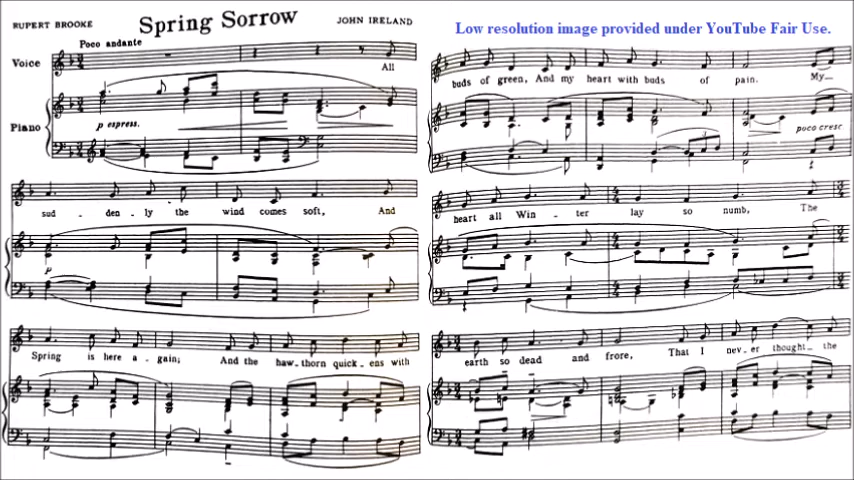 RUPERT BROOKE
Spring Sorrow
JOHN IRELAND
Low resolution image provided under YouTube Fair Use.
Poco andante
Voice
All
Piano
p espress.
sud - den - ly the wind comes soft, And
p
Spring is here a - gain; And the haw - thorn quick - ens with
buds of green, And my heart with buds of pain. My
poco cresc
heart all Win - ter lay so numb, The
earth so dead and frore, That I nev - er thought the